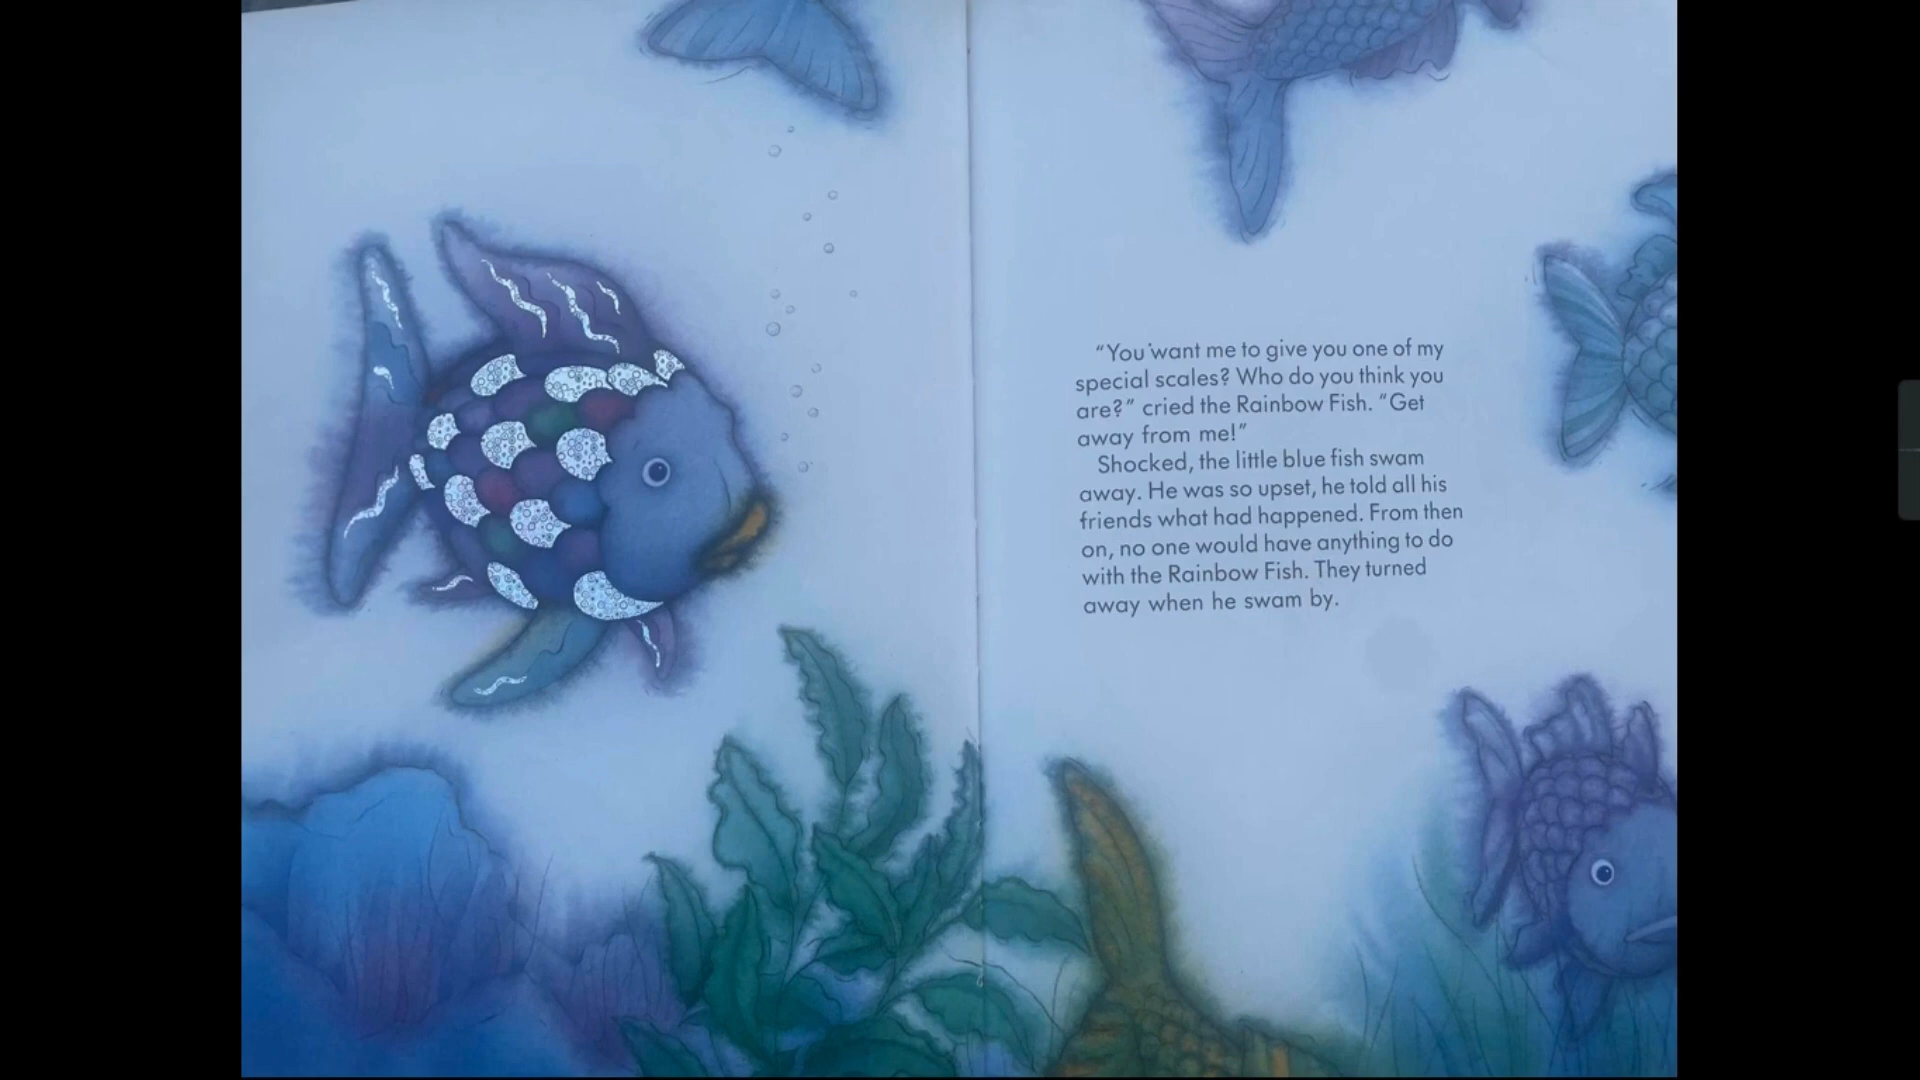 “You want me to give you one of my
special scales? Who do you think you
are?” cried the Rainbow Fish. “Get
away from me!”
Shocked, the little blue fish swam
away. He was so upset, he told all his
friends what had happened. From then
on, no one would have anything to do
with the Rainbow Fish. They turned
away when he swam by.